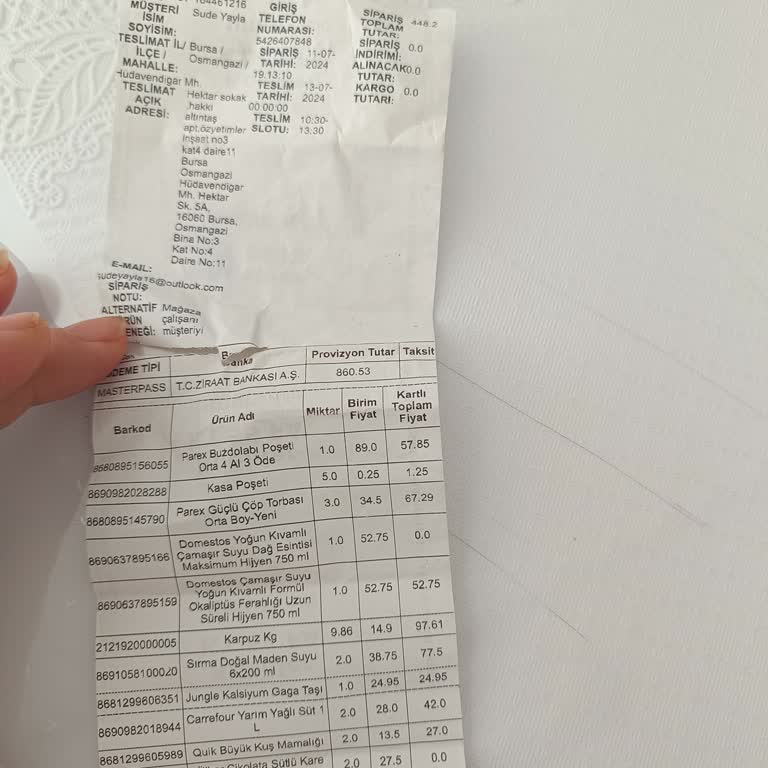 164461216
MÜŞTERİ
İSİM
SOYİSİM:
Sude Yayla
TESLİMAT İL/
İLÇE /
MAHALLE:
Bursa /
Osmangazi /
Hüdavendigar Mh.
TESLİMAT
AÇIK
ADRESİ:
Hektar sokak
,hakkı
altıntaş
apt,özyetimler
inşaat no3
kat4 daire11
Bursa
Osmangazi
Hüdavendigar
Mh. Hektar
Sk. 5A,
16060 Bursa,
Osmangazi
Bina No:3
Kat No:4
Daire No:11
GİRİŞ
TELEFON
NUMARASI:
5426407848
SİPARİŞ 11-07-
TARİHİ: 2024
19.13:10
TESLİM 13-07-
TARİHİ: 2024
00:00:00
TESLİM 10:30-
SLOTU: 13:30
SİPARİŞ 448.2
TOPLAM
TUTAR:
SİPARİŞ 0.0
İNDİRİMİ:
ALINACAK 0.0
TUTAR:
KARGO 0.0
TUTARI:
E-MAIL:
sudeyayla16@outlook.com
SİPARİŞ
NOTU:
ALTERNATİF Mağaza
ÜRÜN çalışanı
ENEĞİ: müşteriyi
ÖDEME TİPİ Banka Provizyon Tutar Taksit
MASTERPASS T.C.ZİRAAT BANKASI A.Ş. 860.53
Barkod Ürün Adı Miktar Birim Fiyat Kartlı Toplam Fiyat
8680895156055 Parex Buzdolabı Poşeti Orta 4 Al 3 Öde 1.0 89.0 57.85
8690982028288 Kasa Poşeti 5.0 0.25 1.25
8680895145790 Parex Güçlü Çöp Torbası Orta Boy-Yeni 3.0 34.5 67.29
8690637895166 Domestos Yoğun Kıvamlı Çamaşır Suyu Dağ Esintisi Maksimum Hijyen 750 ml 1.0 52.75 0.0
8690637895159 Domestos Çamaşır Suyu Yoğun Kıvamlı Formül Okaliptüs Ferahlığı Uzun Süreli Hijyen 750 ml 1.0 52.75 52.75
2121920000005 Karpuz Kg 9.86 14.9 97.61
8691058100020 Sırma Doğal Maden Suyu 6x200 ml 2.0 38.75 77.5
8681299606351 Jungle Kalsiyum Gaga Taşı 1.0 24.95 24.95
8690982018944 Carrefour Yarım Yağlı Süt 1 L 2.0 28.0 42.0
8681299605989 Quik Büyük Kuş Mamalığı 2.0 13.5 27.0
Çikolata Sütlü Kare 2.0 27.5 0.0